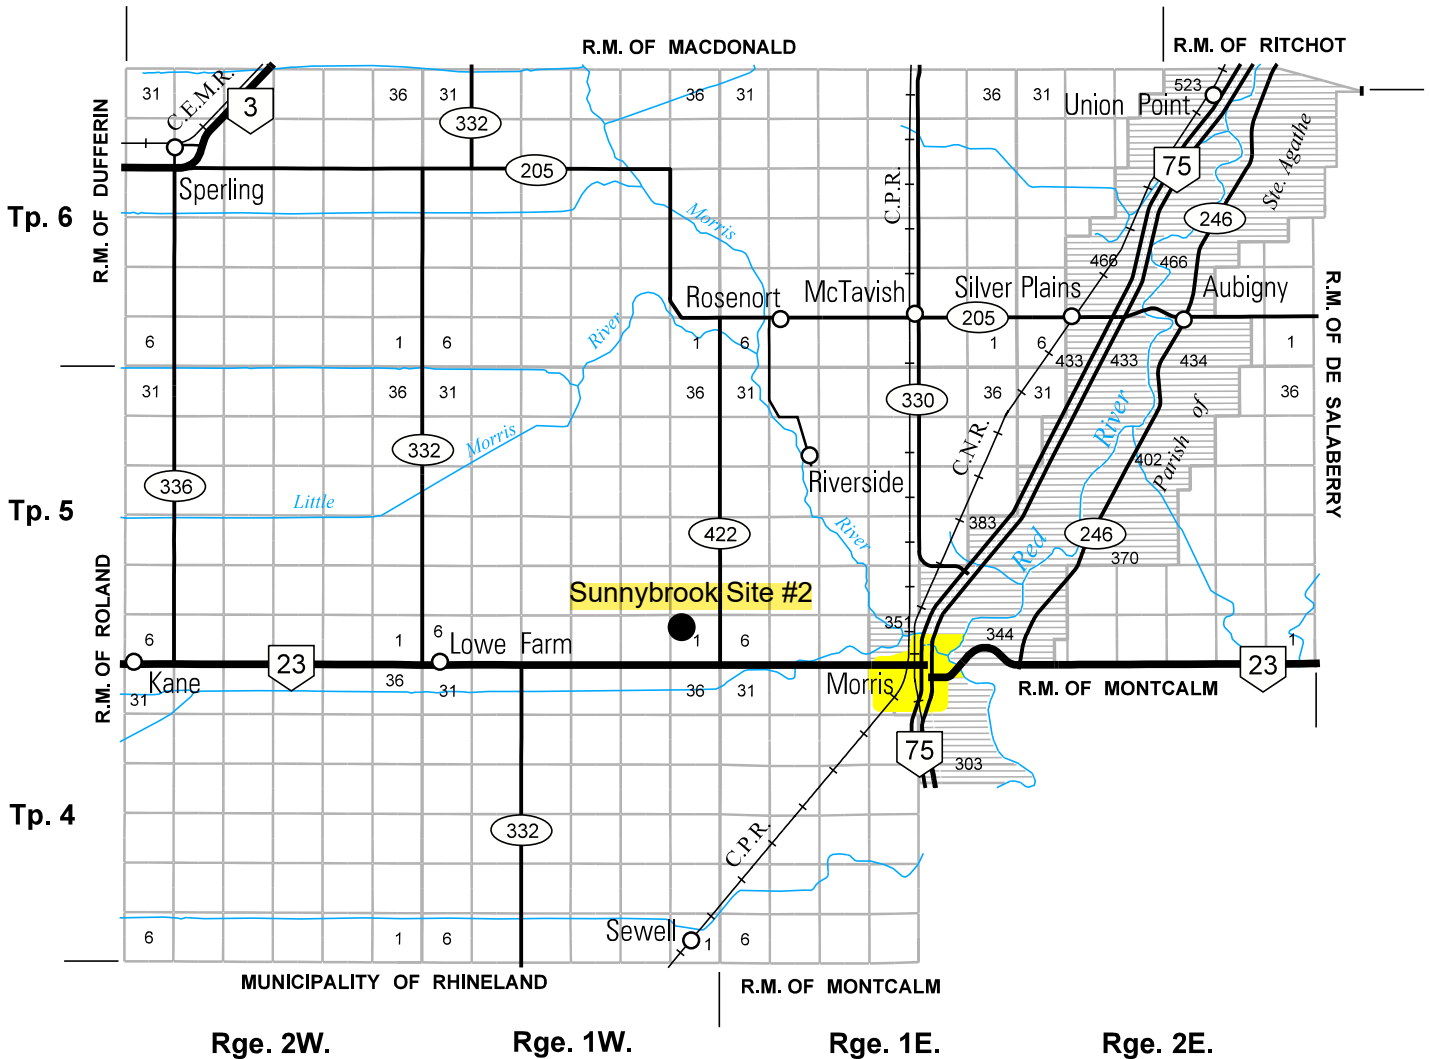 R.M. OF MACDONALD
R.M. OF RITCHOT
31
C.E.M.R.
3
36
31
332
36
31
36
31
523
Union Point
R.M. OF DUFFERIN
Sperling
205
75
Ste. Agathe
Tp. 6
Morris
C.P.R.
246
466
466
Rosenort
McTavish
Silver Plains
Aubigny
R.M. OF DE SALABERRY
River
205
6
1
6
1
6
1
6
433
433
434
1
31
36
31
36
31
330
36
31
36
River
of
332
Morris
C.N.R.
402
Parish
336
Riverside
Little
Tp. 5
422
River
383
Red
246
370
Sunnybrook Site #2
R.M. OF ROLAND
351
6
1
6
1
6
344
1
Lowe Farm
23
23
Kane
31
36
31
36
31
Morris
R.M. OF MONTCALM
75
303
Tp. 4
332
C.P.R.
Sewell
6
1
6
1
6
MUNICIPALITY OF RHINELAND
R.M. OF MONTCALM
Rge. 2W.
Rge. 1W.
Rge. 1E.
Rge. 2E.